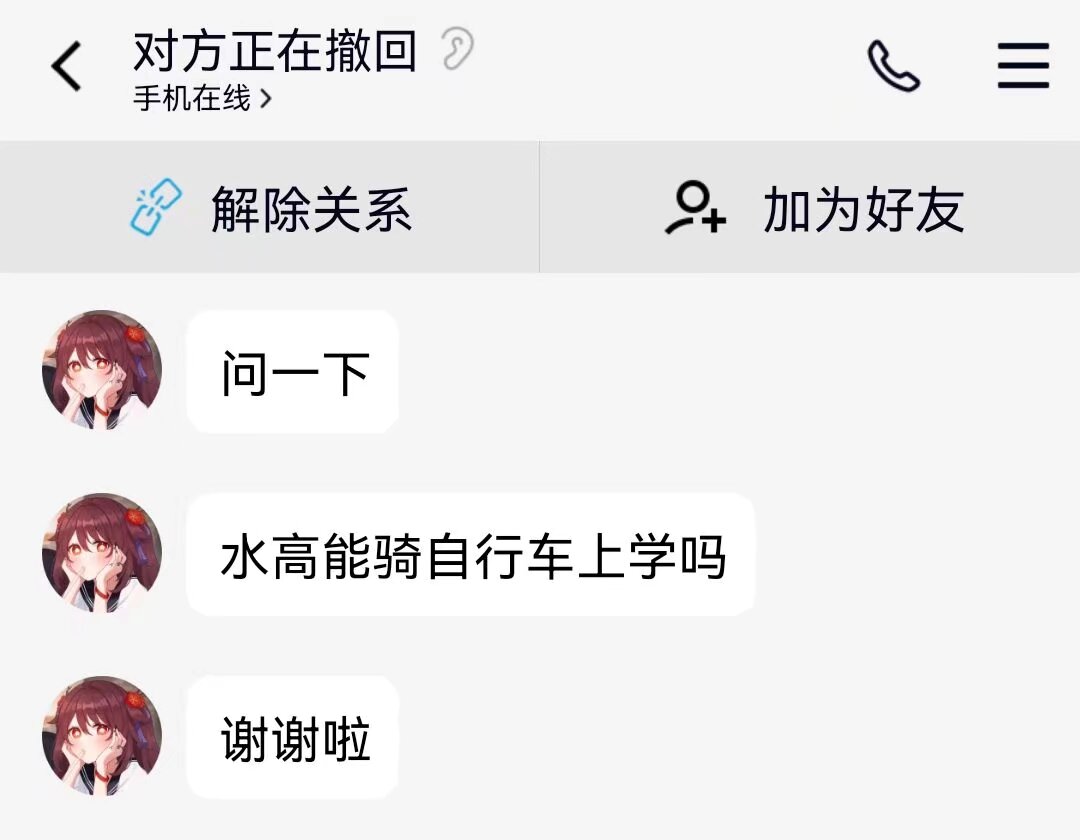 对方正在撤回
手机在线
解除关系
加为好友
问一下
水高能骑自行车上学吗
谢谢啦